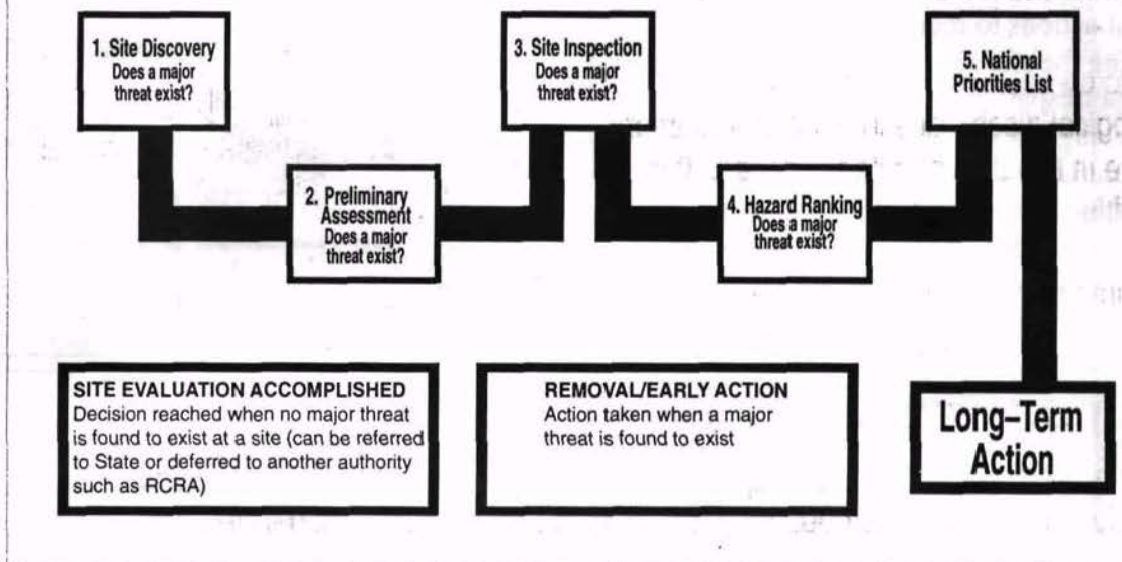 1. Site Discovery
Does a major
threat exist?
2. Preliminary
Assessment
Does a major
threat exist?
3. Site Inspection
Does a major
threat exist?
4. Hazard Ranking
Does a major
threat exist?
5. National
Priorities List
SITE EVALUATION ACCOMPLISHED
Decision reached when no major threat
is found to exist at a site (can be referred
to State or deferred to another authority
such as RCRA)
REMOVAL/EARLY ACTION
Action taken when a major
threat is found to exist
Long–Term
Action